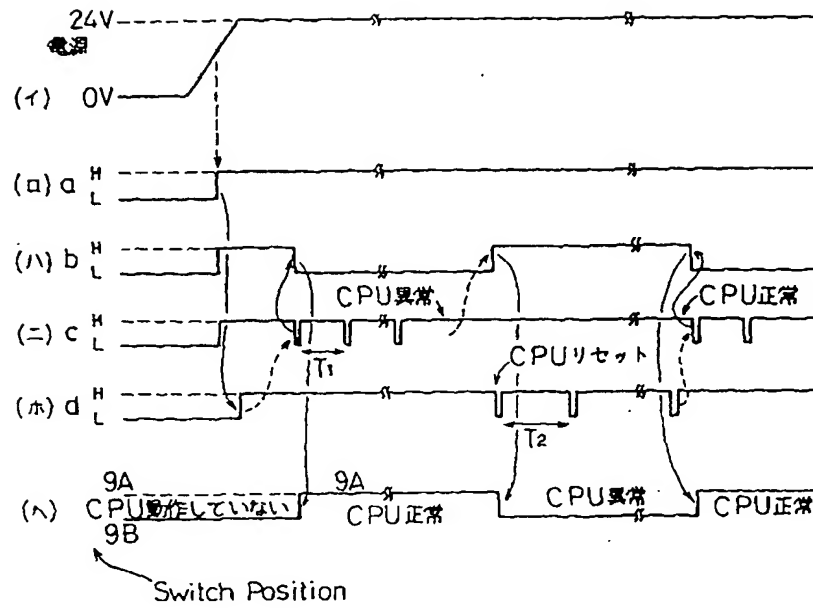 24V
電源
(イ) 0V
(ロ) a H L
(ハ) b H L
CPU異常
CPU正常
(ニ) c H L
T1
CPUリセット
(ホ) d H L
T2
9A
9A
CPU異常
(ヘ) CPU動作していない
CPU正常
CPU正常
9B
Switch Position